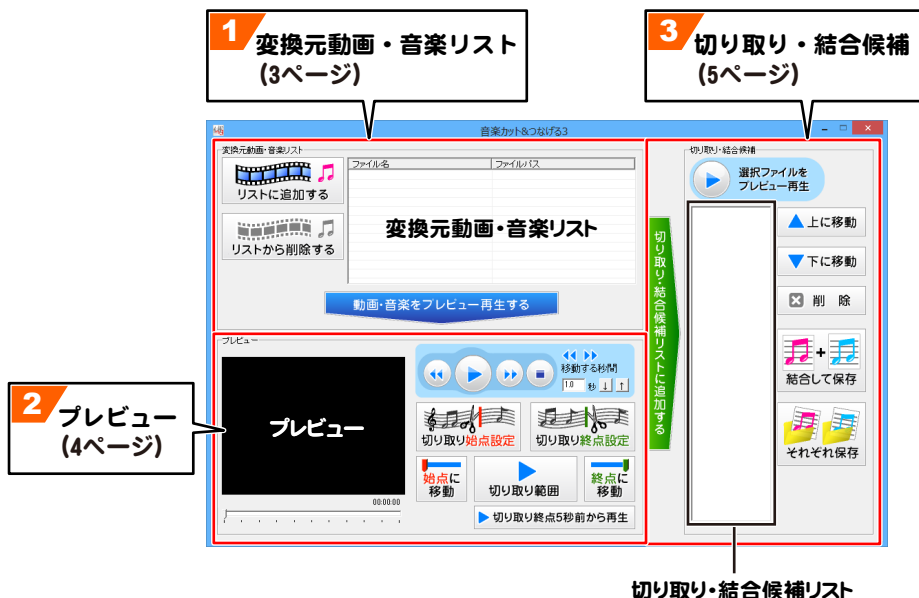 1
変換元動画・音楽リスト
(3ページ)
3
切り取り・結合候補
(5ページ)
音楽カット&つなげる3
変換元動画・音楽リスト
リストに追加する
リストから削除する
ファイル名
ファイルパス
変換元動画・音楽リスト
動画・音楽をプレビュー再生する
切り取り・結合候補リストに追加する
切り取り・結合候補
選択ファイルを
プレビュー再生
上に移動
下に移動
削 除
結合して保存
それぞれ保存
2
プレビュー
(4ページ)
プレビュー
プレビュー
00:00:00
移動する秒間
1.0 秒 ↓ ↑
切り取り始点設定
切り取り終点設定
始点に
移動
切り取り範囲
終点に
移動
切り取り終点5秒前から再生
切り取り・結合候補リスト